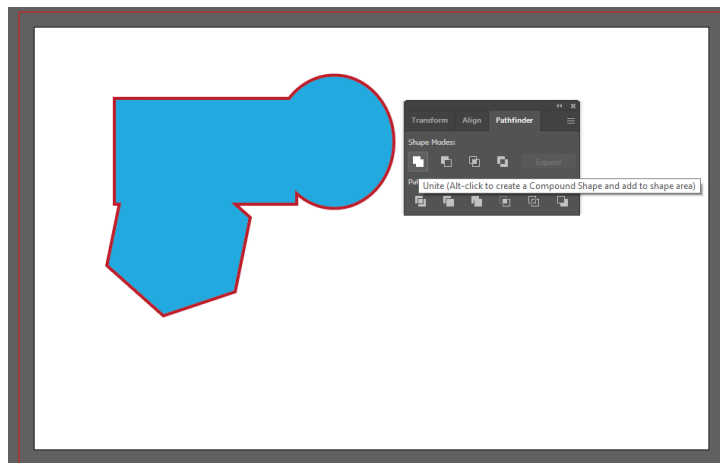 Transform Align Pathfinder
Shape Modes:
Expand
Unite (Alt-click to create a Compound Shape and add to shape area)